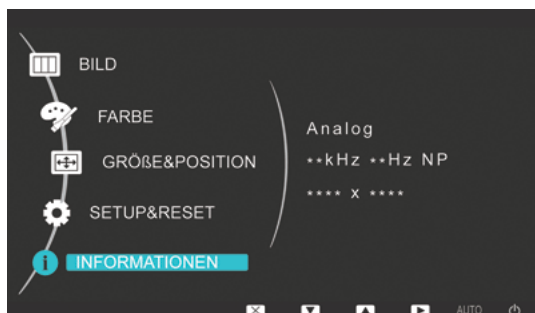 BILD
FARBE
GRÖßE&POSITION
SETUP&RESET
INFORMATIONEN
Analog
**kHz **Hz NP
**** x ****
AUTO